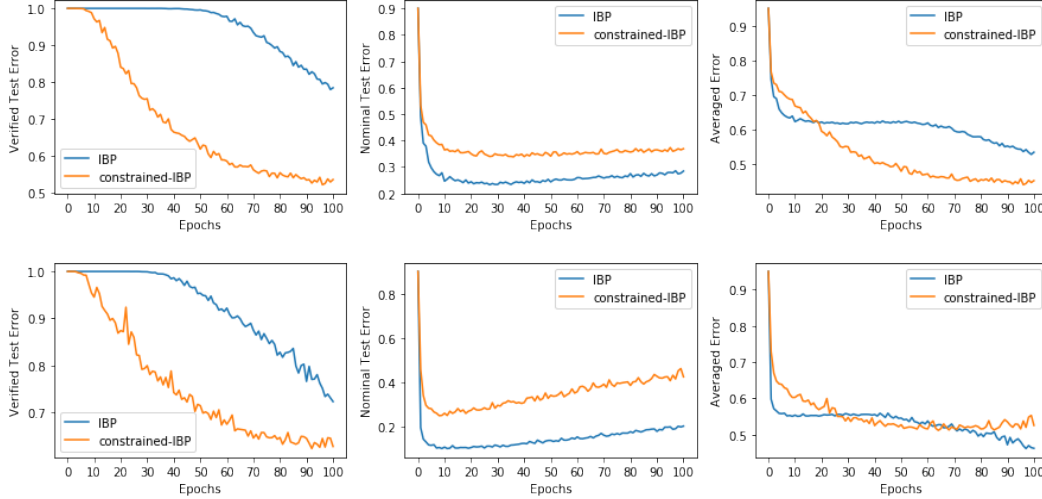 Verified Test Error
1.0
0.9
0.8
0.7
0.6
0.5
IBP
constrained-IBP
0 10 20 30 40 50 60 70 80 90 100
Epochs
Nominal Test Error
0.9
0.8
0.7
0.6
0.5
0.4
0.3
0.2
IBP
constrained-IBP
0 10 20 30 40 50 60 70 80 90 100
Epochs
Averaged Error
0.9
0.8
0.7
0.6
0.5
IBP
constrained-IBP
0 10 20 30 40 50 60 70 80 90 100
Epochs
Verified Test Error
1.0
0.9
0.8
0.7
IBP
constrained-IBP
0 10 20 30 40 50 60 70 80 90 100
Epochs
Nominal Test Error
0.8
0.6
0.4
0.2
IBP
constrained-IBP
0 10 20 30 40 50 60 70 80 90 100
Epochs
Averaged Error
0.9
0.8
0.7
0.6
0.5
IBP
constrained-IBP
0 10 20 30 40 50 60 70 80 90 100
Epochs